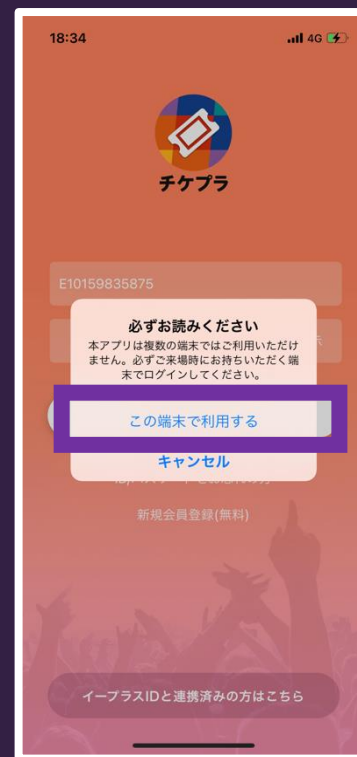 18:34
4G
チケプラ
E10159835875
必ずお読みください
本アプリは複数の端末ではご利用いただけ
ません。必ずご来場時にお持ちいただく端
末でログインしてください。
この端末で利用する
キャンセル
新規会員登録(無料)
イープラスIDと連携済みの方はこちら